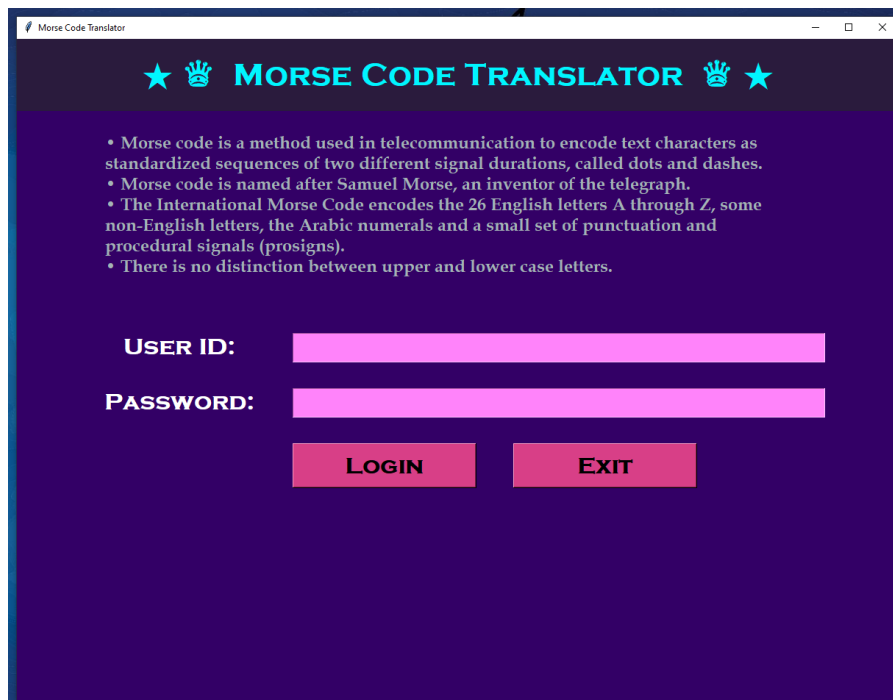 Morse Code Translator
★ ♛ Morse Code Translator ♛ ★
• Morse code is a method used in telecommunication to encode text characters as
standardized sequences of two different signal durations, called dots and dashes.
• Morse code is named after Samuel Morse, an inventor of the telegraph.
• The International Morse Code encodes the 26 English letters A through Z, some
non-English letters, the Arabic numerals and a small set of punctuation and
procedural signals (prosigns).
• There is no distinction between upper and lower case letters.
User ID:
Password:
Login Exit